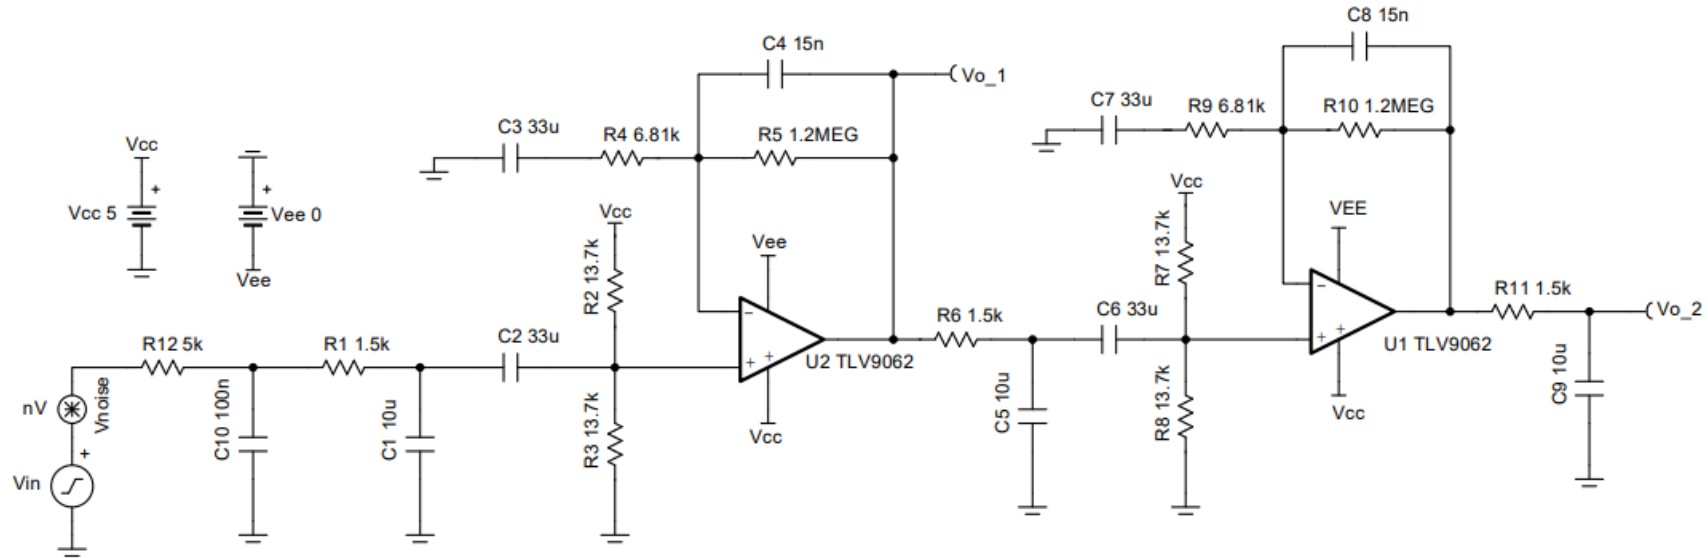 C8 15n
C4 15n
Vo_1
C7 33u
R9 6.81k
R10 1.2MEG
C3 33u
R4 6.81k
R5 1.2MEG
Vcc
Vcc 5
+
Vee 0
+
Vee
Vcc
R2 13.7k
Vee
Vcc
R7 13.7k
VEE
R12 5k
R1 1.5k
C2 33u
−
+
+
U2 TLV9062
Vcc
R6 1.5k
C6 33u
−
+
+
U1 TLV9062
Vcc
R11 1.5k
Vo_2
nV
Vnoise
C10 100n
C1 10u
R3 13.7k
C5 10u
R8 13.7k
C9 10u
+
Vin